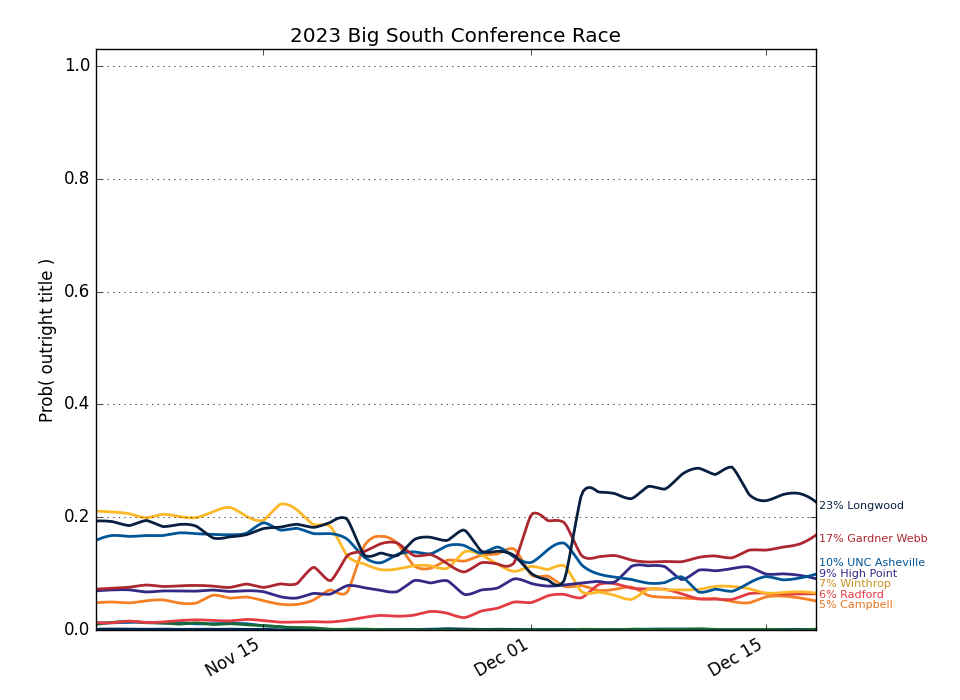 2023 Big South Conference Race
Prob( outright title )
1.0
0.8
0.6
0.4
0.2
0.0
Nov 15
Dec 01
Dec 15
23% Longwood
17% Gardner Webb
10% UNC Asheville
9% High Point
7% Winthrop
6% Radford
5% Campbell